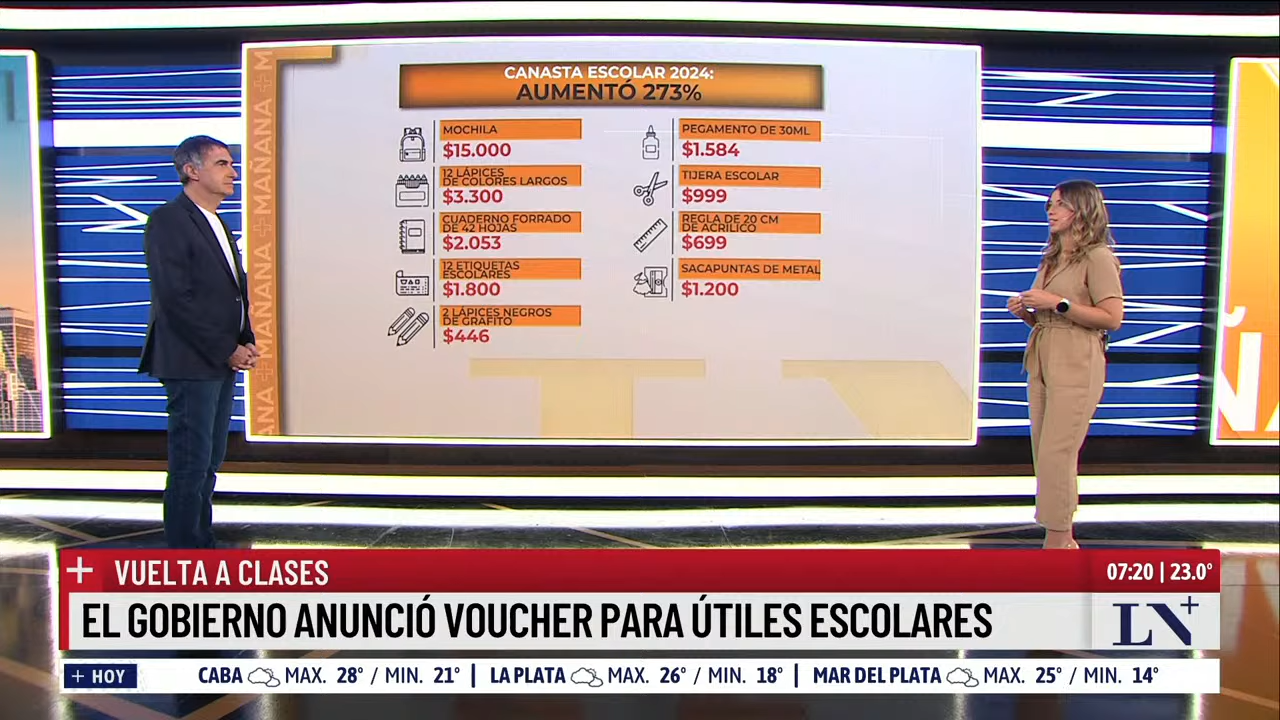 CANASTA ESCOLAR 2024:
AUMENTÓ 273%
MOCHILA
$15.000
12 LÁPICES
DE COLORES LARGOS
$3.300
CUADERNO FORRADO
DE 42 HOJAS
$2.053
12 ETIQUETAS
ESCOLARES
$1.800
2 LÁPICES NEGROS
DE GRAFITO
$446
PEGAMENTO DE 30ML
$1.584
TIJERA ESCOLAR
$999
REGLA DE 20 CM
DE ACRÍLICO
$699
SACAPUNTAS DE METAL
$1.200
ANA + MAÑANA + MAÑANA + M
+ VUELTA A CLASES
07:20 | 23.0°
EL GOBIERNO ANUNCIÓ VOUCHER PARA ÚTILES ESCOLARES
LN+
+ HOY
CABA MAX. 28° / MIN. 21° | LA PLATA MAX. 26° / MIN. 18° | MAR DEL PLATA MAX. 25° / MIN. 14°